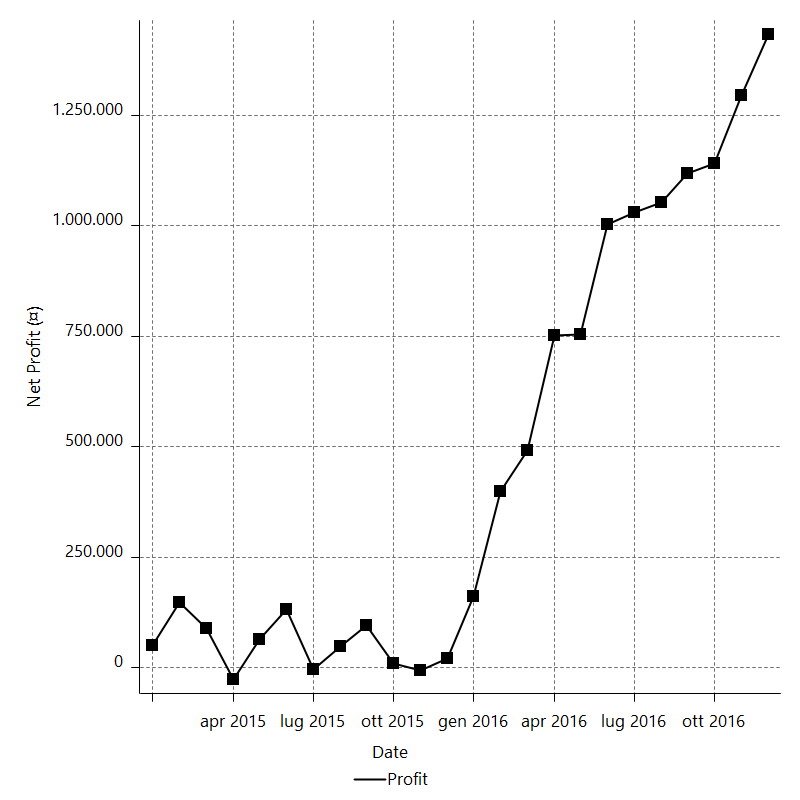 1.250.000
1.000.000
750.000
500.000
250.000
0
Net Profit (¤)
apr 2015 lug 2015 ott 2015 gen 2016 apr 2016 lug 2016 ott 2016
Date
Profit